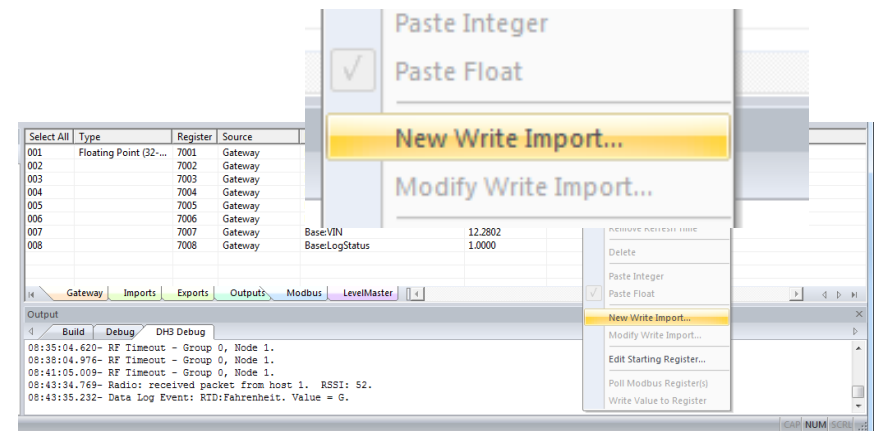 Paste Integer
Paste Float
New Write Import...
Modify Write Import...
Select All Type Register Source
001 Floating Point (32-... 7001 Gateway
002 7002 Gateway
003 7003 Gateway
004 7004 Gateway
005 7005 Gateway
006 7006 Gateway
007 7007 Gateway Base:VIN 12.2802
008 7008 Gateway Base:LogStatus 1.0000
Remove Refresh Time
Delete
Paste Integer
Paste Float
New Write Import...
Modify Write Import...
Edit Starting Register...
Poll Modbus Register(s)
Write Value to Register
Gateway Imports Exports Outputs Modbus LevelMaster
Output
Build Debug DH3 Debug
08:35:04.620- RF Timeout - Group 0, Node 1.
08:38:04.976- RF Timeout - Group 0, Node 1.
08:41:05.009- RF Timeout - Group 0, Node 1.
08:43:34.769- Radio: received packet from host 1. RSSI: 52.
08:43:35.232- Data Log Event: RTD:Fahrenheit. Value = G.
CAP NUM SCRL